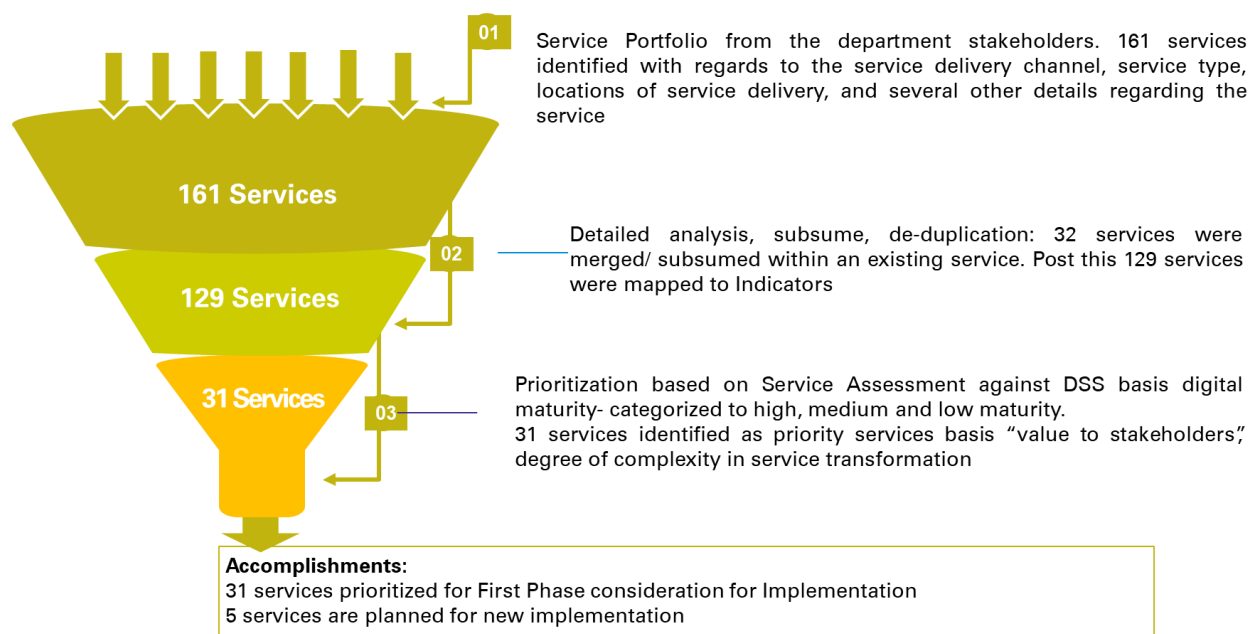 01
Service Portfolio from the department stakeholders. 161 services
identified with regards to the service delivery channel, service type,
locations of service delivery, and several other details regarding the
service
161 Services
02
Detailed analysis, subsume, de-duplication: 32 services were
merged/ subsumed within an existing service. Post this 129 services
were mapped to Indicators
129 Services
31 Services
03
Prioritization based on Service Assessment against DSS basis digital
maturity- categorized to high, medium and low maturity.
31 services identified as priority services basis “value to stakeholders,”
degree of complexity in service transformation
Accomplishments:
31 services prioritized for First Phase consideration for Implementation
5 services are planned for new implementation